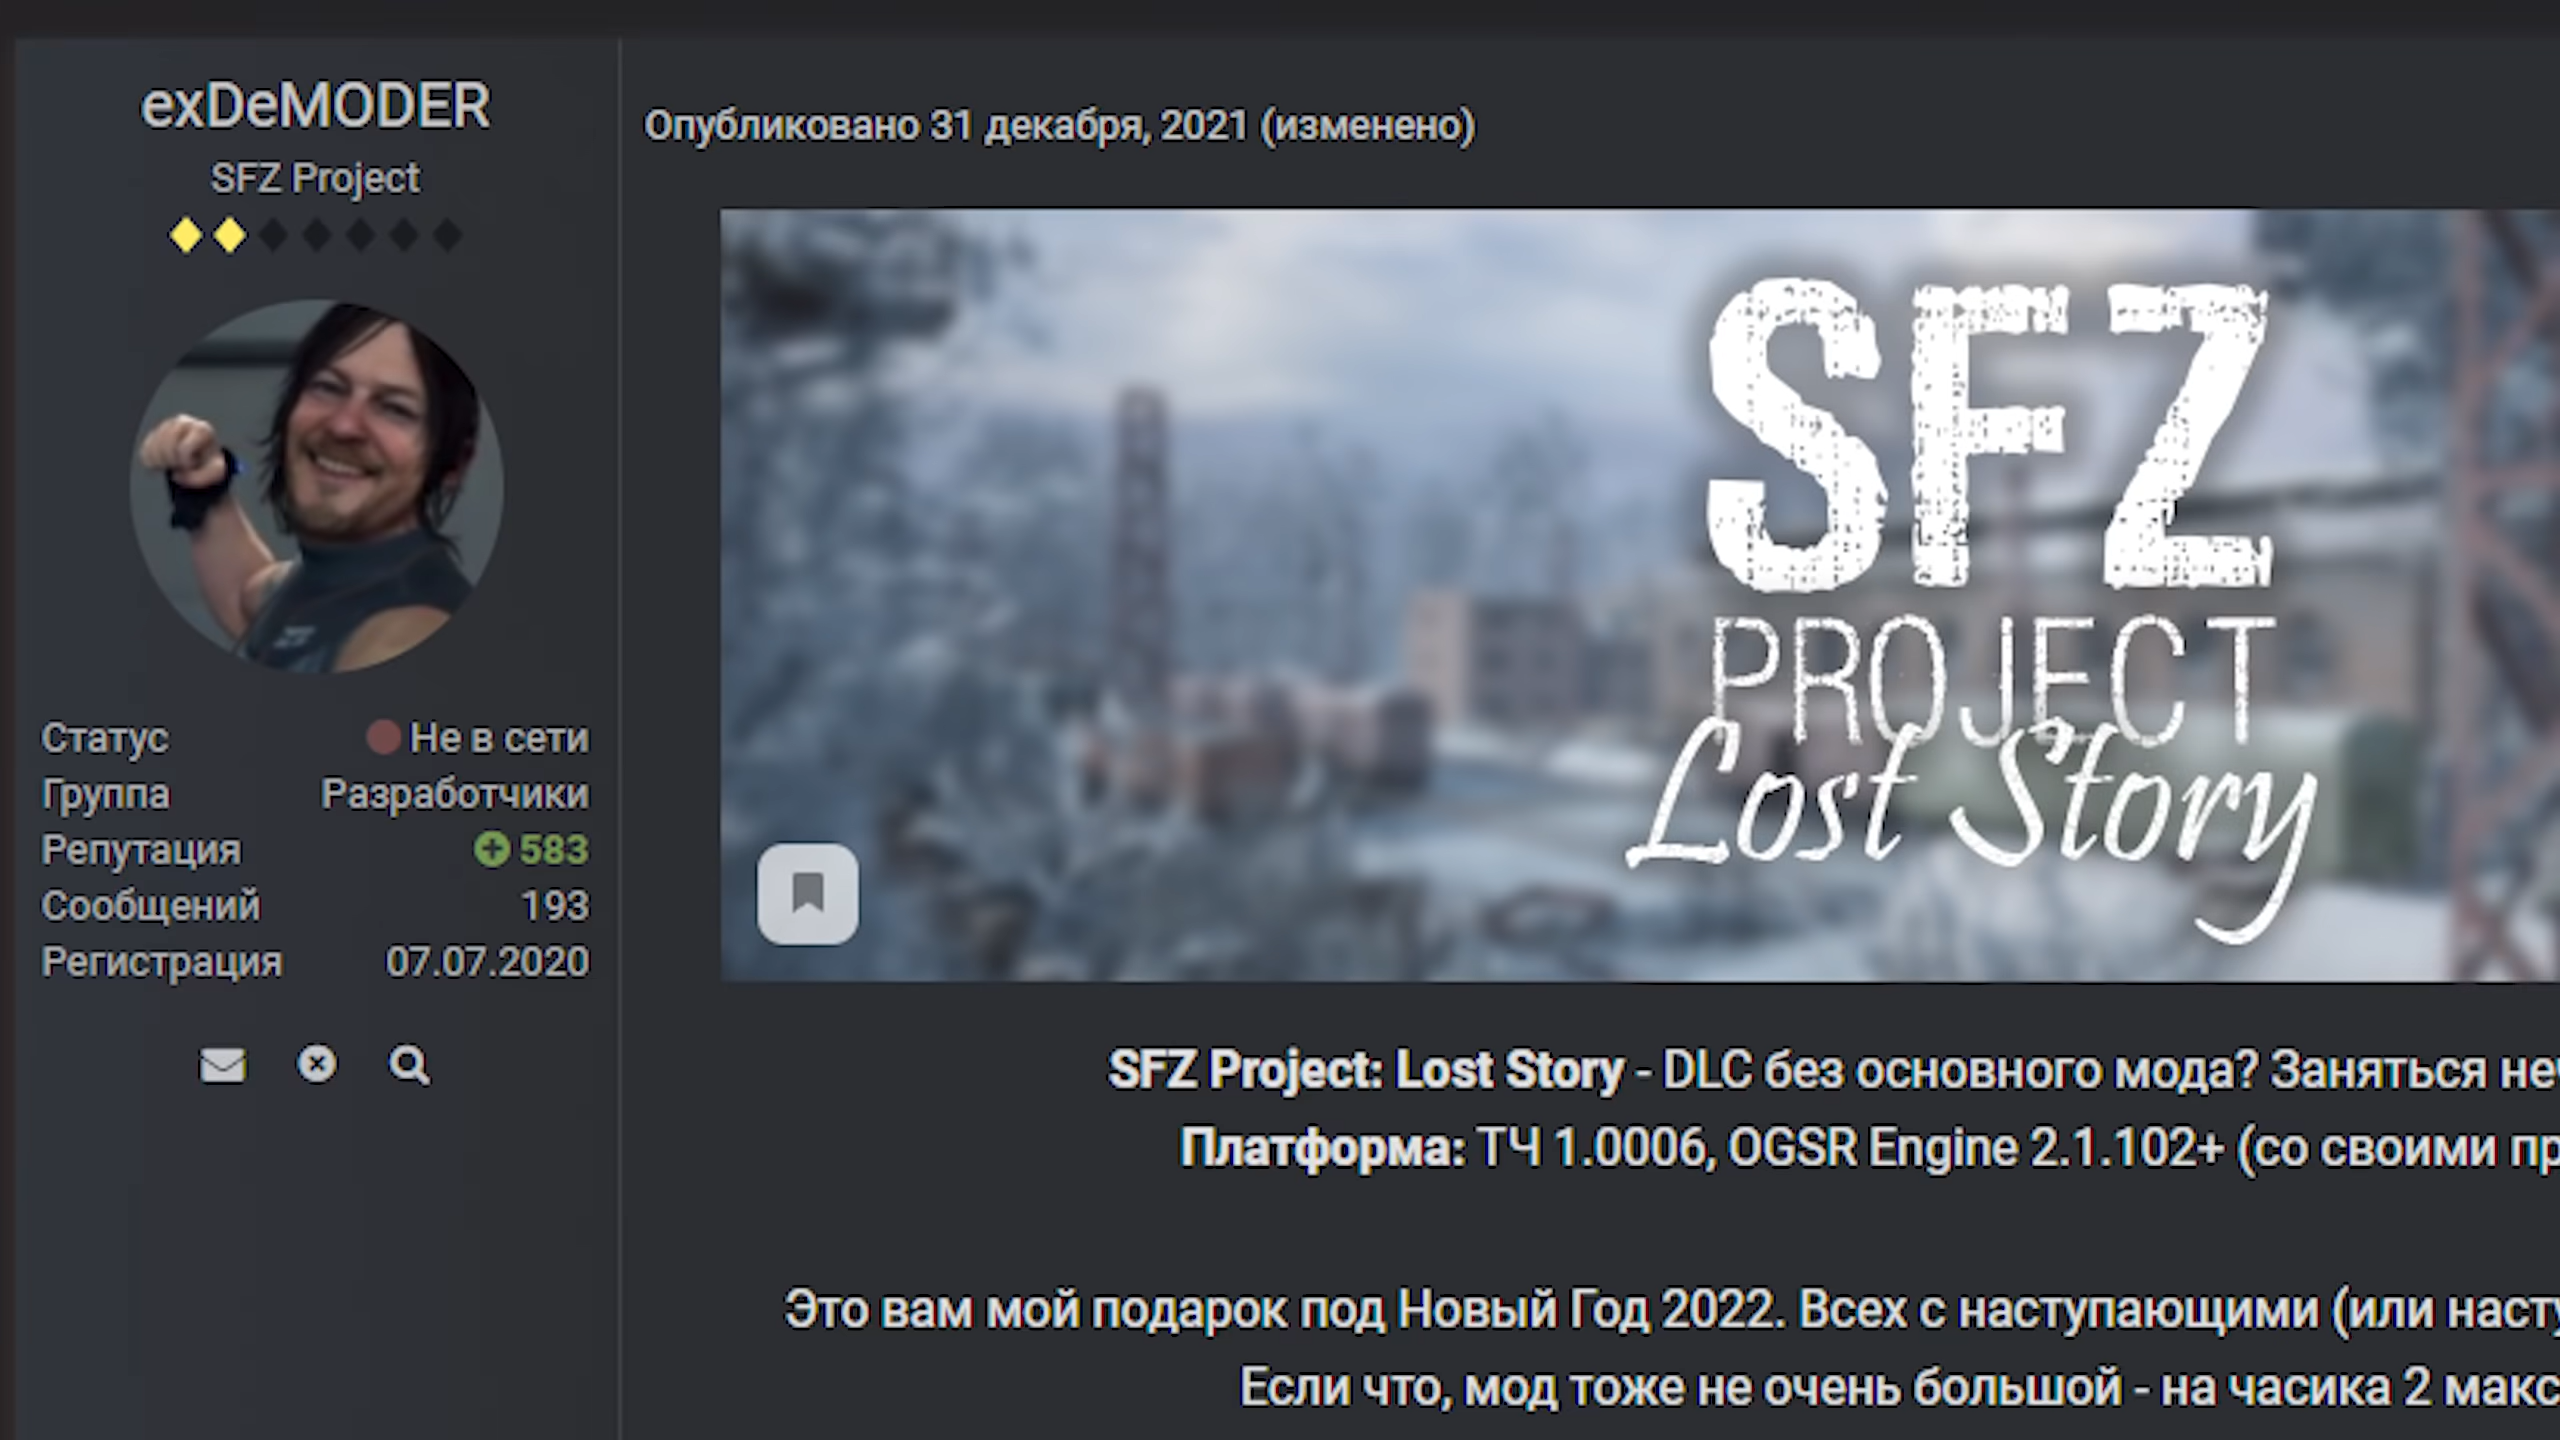 exDeMODER
SFZ Project
Статус Не в сети
Группа Разработчики
Репутация 583
Сообщений 193
Регистрация 07.07.2020
Опубликовано 31 декабря, 2021 (изменено)
SFZ
PROJECT
Lost Story
SFZ Project: Lost Story - DLC без основного мода? Заняться
Платформа: ТЧ 1.0006, OGSR Engine 2.1.102+ (со своими
Это вам мой подарок под Новый Год 2022. Всех с наступающими (или
Если что, мод тоже не очень большой - на часика 2